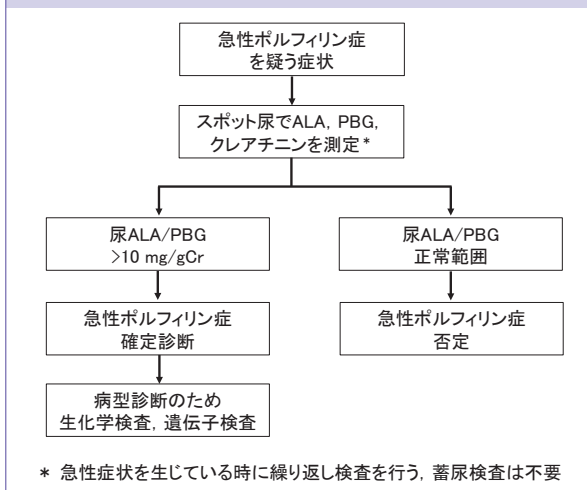 急性ポルフィリン症
を疑う症状
スポット尿でALA, PBG,
クレアチニンを測定*
尿ALA/PBG
>10 mg/gCr
尿ALA/PBG
正常範囲
急性ポルフィリン症
確定診断
急性ポルフィリン症
否定
病型診断のため
生化学検査, 遺伝子検査
* 急性症状を生じている時に繰り返し検査を行う, 蓄尿検査は不要